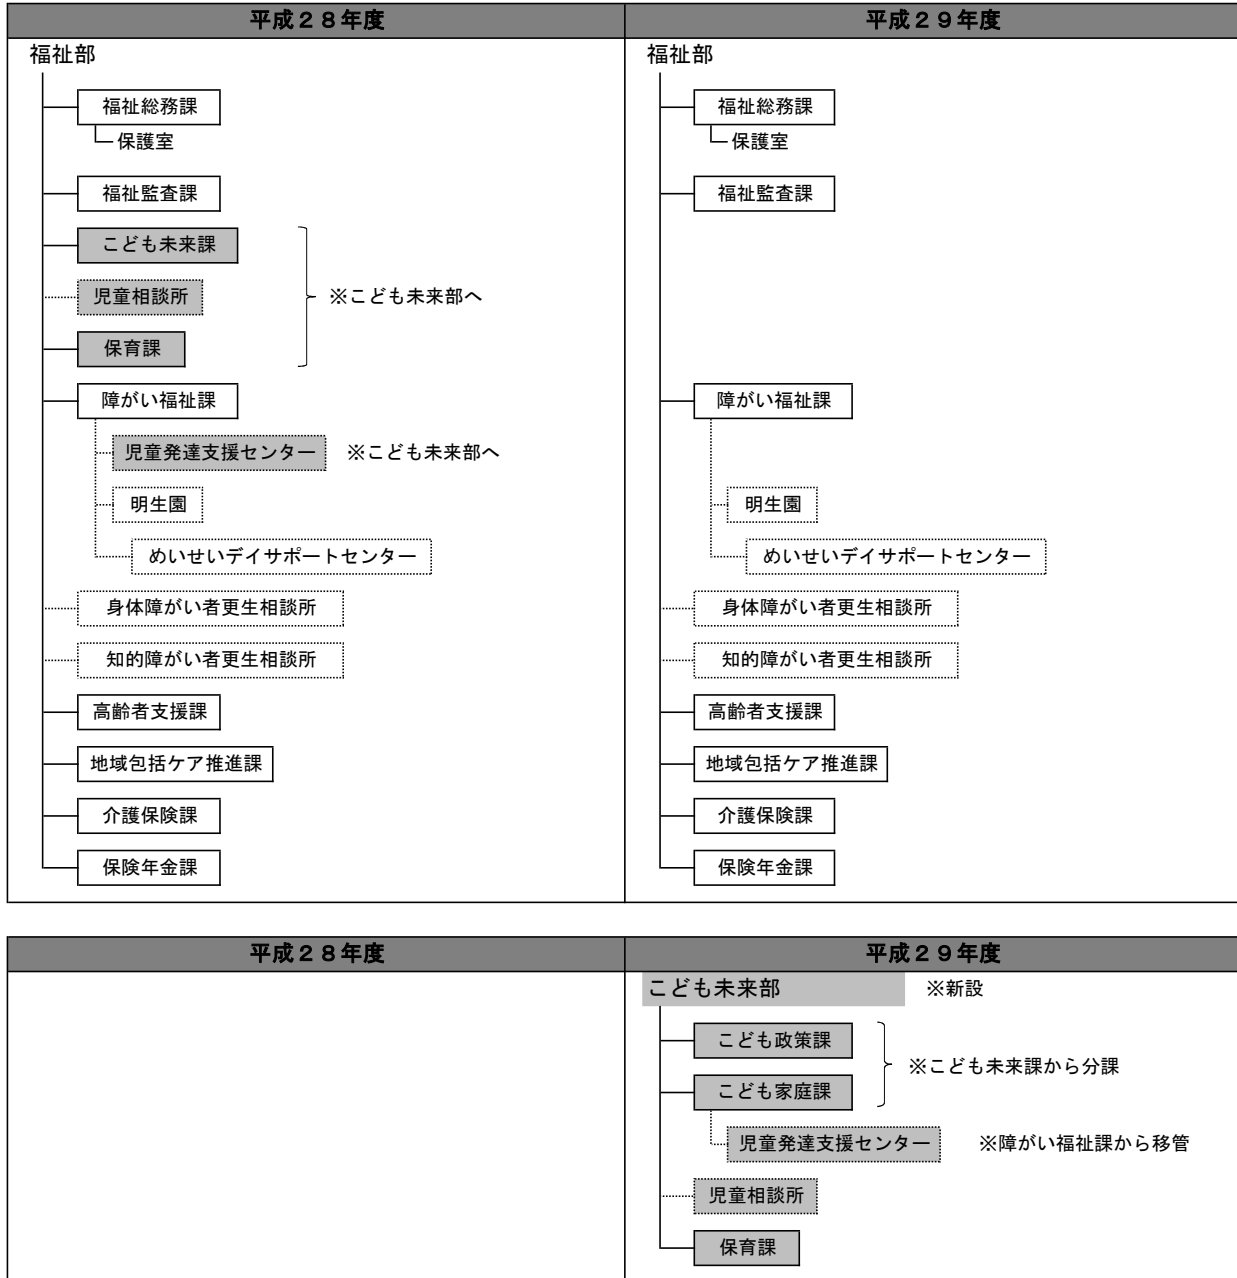 平成２８年度
平成２９年度
福祉部
福祉総務課
保護室
福祉監査課
こども未来課
児童相談所
※こども未来部へ
保育課
障がい福祉課
児童発達支援センター
※こども未来部へ
明生園
めいせいデイサポートセンター
身体障がい者更生相談所
知的障がい者更生相談所
高齢者支援課
地域包括ケア推進課
介護保険課
保険年金課
福祉部
福祉総務課
保護室
福祉監査課
障がい福祉課
明生園
めいせいデイサポートセンター
身体障がい者更生相談所
知的障がい者更生相談所
高齢者支援課
地域包括ケア推進課
介護保険課
保険年金課
平成２８年度
平成２９年度
こども未来部
※新設
こども政策課
※こども未来課から分課
こども家庭課
児童発達支援センター
※障がい福祉課から移管
児童相談所
保育課